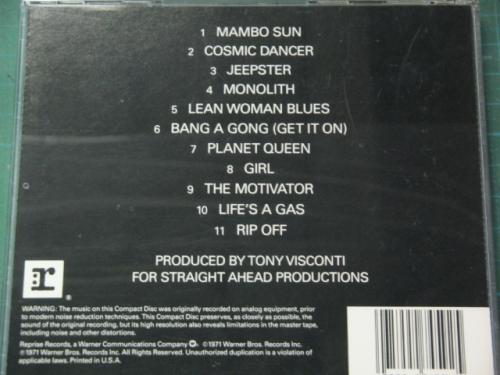 1 MAMBO SUN
2 COSMIC DANCER
3 JEEPSTER
4 MONOLITH
5 LEAN WOMAN BLUES
6 BANG A GONG (GET IT ON)
7 PLANET QUEEN
8 GIRL
9 THE MOTIVATOR
10 LIFE'S A GAS
11 RIP OFF
PRODUCED BY TONY VISCONTI
FOR STRAIGHT AHEAD PRODUCTIONS
r
®
WARNING: The music on this Compact Disc was originally recorded on analog equipment, prior
to modern noise reduction techniques. This Compact Disc preserves, as closely as possible, the
sound of the original recording, but its high resolution also reveals limitations in the master tape,
including noise and other distortions.
Reprise Records, a Warner Communications Company ℗1971 Warner Bros. Records Inc.
©1971 Warner Bros. Records Inc. All Rights Reserved. Unauthorized duplication is a violation of
applicable laws. Printed in U.S.A.